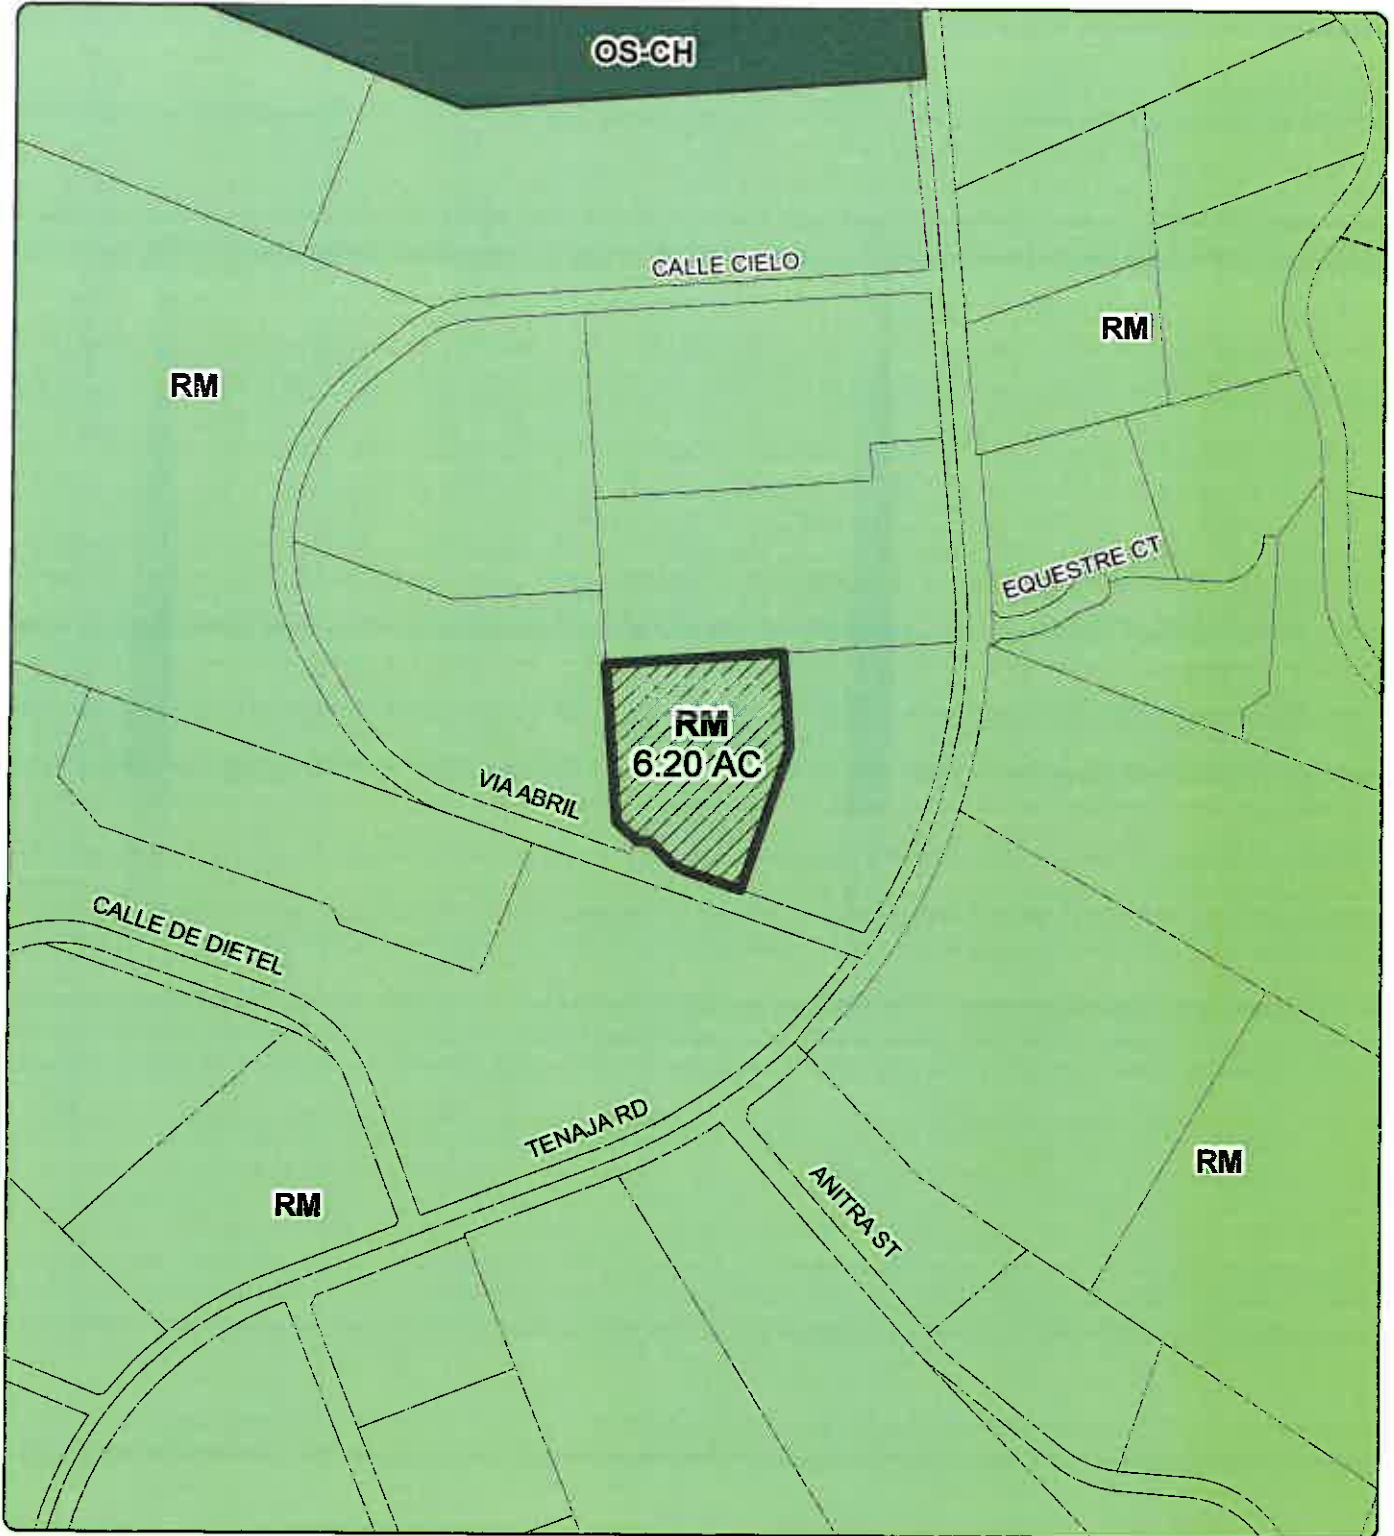 OS-CH
CALLE CIELO
RM
RM
EQUESTRE CT
RM
6.20 AC
VIA ABRIL
CALLE DE DIETEL
TENAJA RD
ANITRA ST
RM
RM